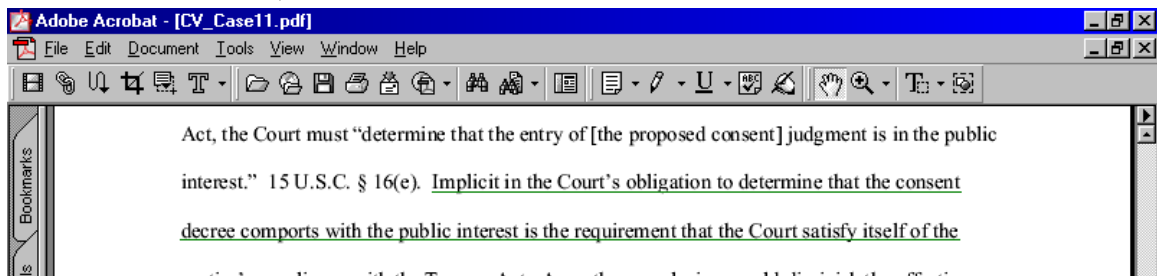 Adobe Acrobat - [CV_Case11.pdf]
File Edit Document Tools View Window Help
Act, the Court must “determine that the entry of [the proposed consent] judgment is in the public
interest.” 15 U.S.C. § 16(e). Implicit in the Court’s obligation to determine that the consent
decree comports with the public interest is the requirement that the Court satisfy itself of the
Bookmarks